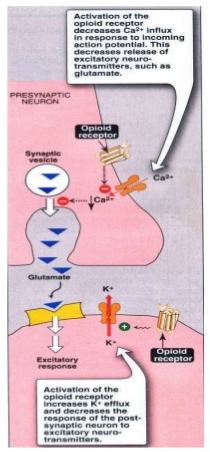 Activation of the
opioid receptor
decreases Ca²⁺ influx
in response to incoming
action potential. This
decreases release of
excitatory neuro-
transmitters, such as
glutamate.
PRESYNAPTIC
NEURON
Opioid
receptor
Synaptic
vesicle
Ca²⁺
↓Ca²⁺
Glutamate
K⁺
K⁺
Excitatory
response
Opioid
receptor
Activation of the
opioid receptor
increases K⁺ efflux
and decreases the
response of the post-
synaptic neuron to
excitatory neuro-
transmitters.